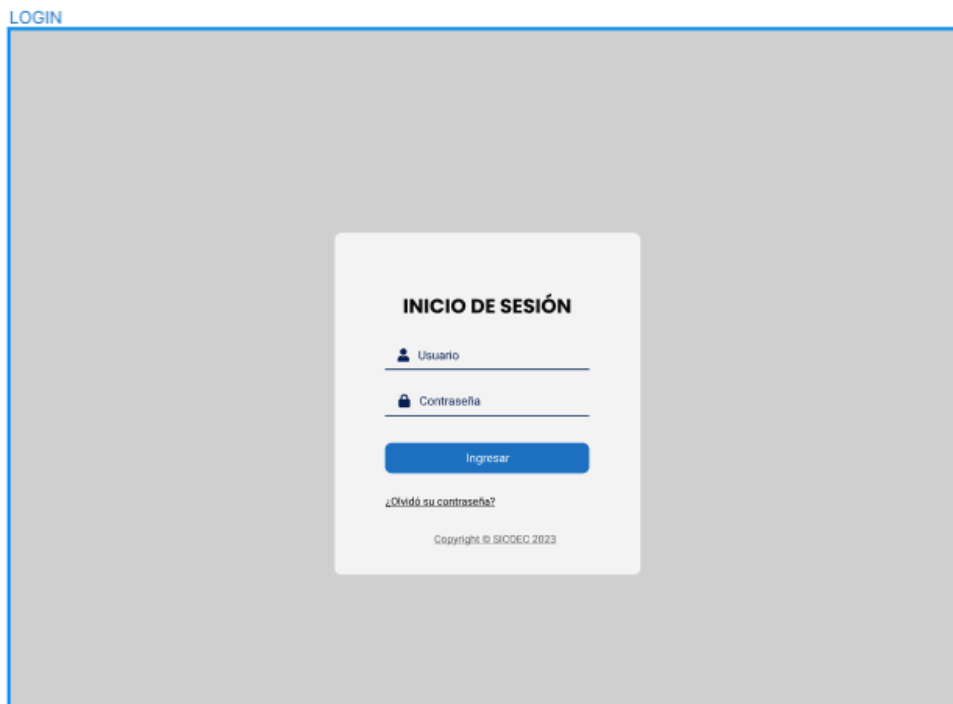 LOGIN
INICIO DE SESIÓN
Usuario
Contraseña
Ingresar
¿Olvidó su contraseña?
Copyright © SICDEC 2023